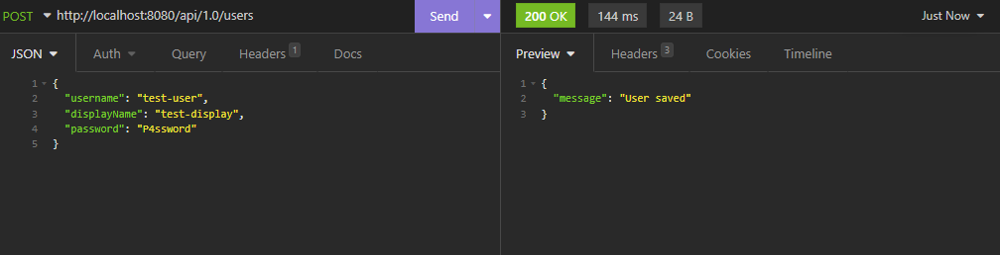 POST http://localhost:8080/api/1.0/users Send 200 OK 144 ms 24 B Just Now
JSON Auth Query Headers 1 Docs Preview Headers 3 Cookies Timeline
1 {
2 "username": "test-user",
3 "displayName": "test-display",
4 "password": "P4ssword"
5 }
1 {
2 "message": "User saved"
3 }